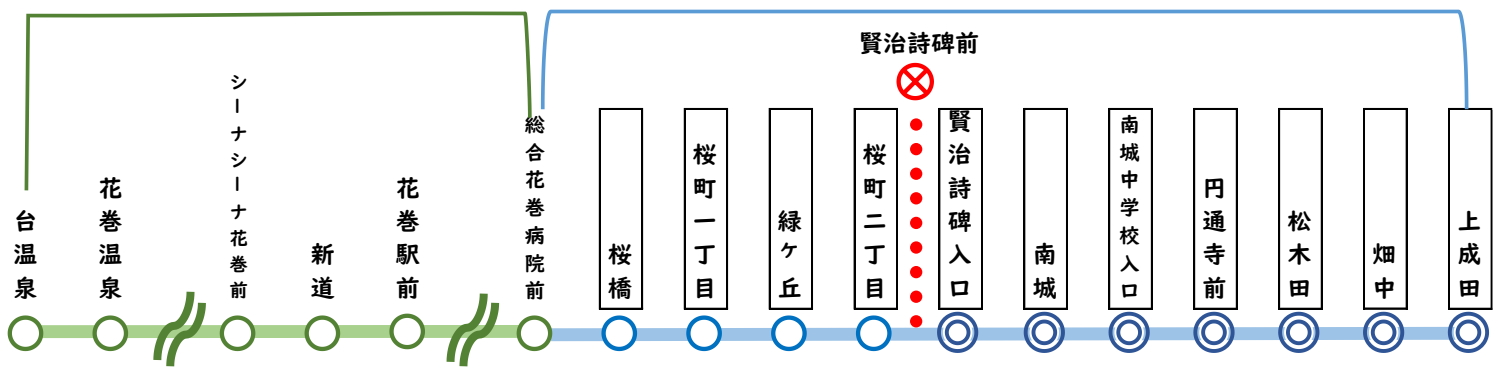 賢治詩碑前
台温泉
花巻温泉
シーナシーナ花巻前
新道
花巻駅前
総合花巻病院前
桜橋
桜町一丁目
緑ケ丘
桜町二丁目
賢治詩碑入口
南城
南城中学校入口
円通寺前
松木田
畑中
上成田